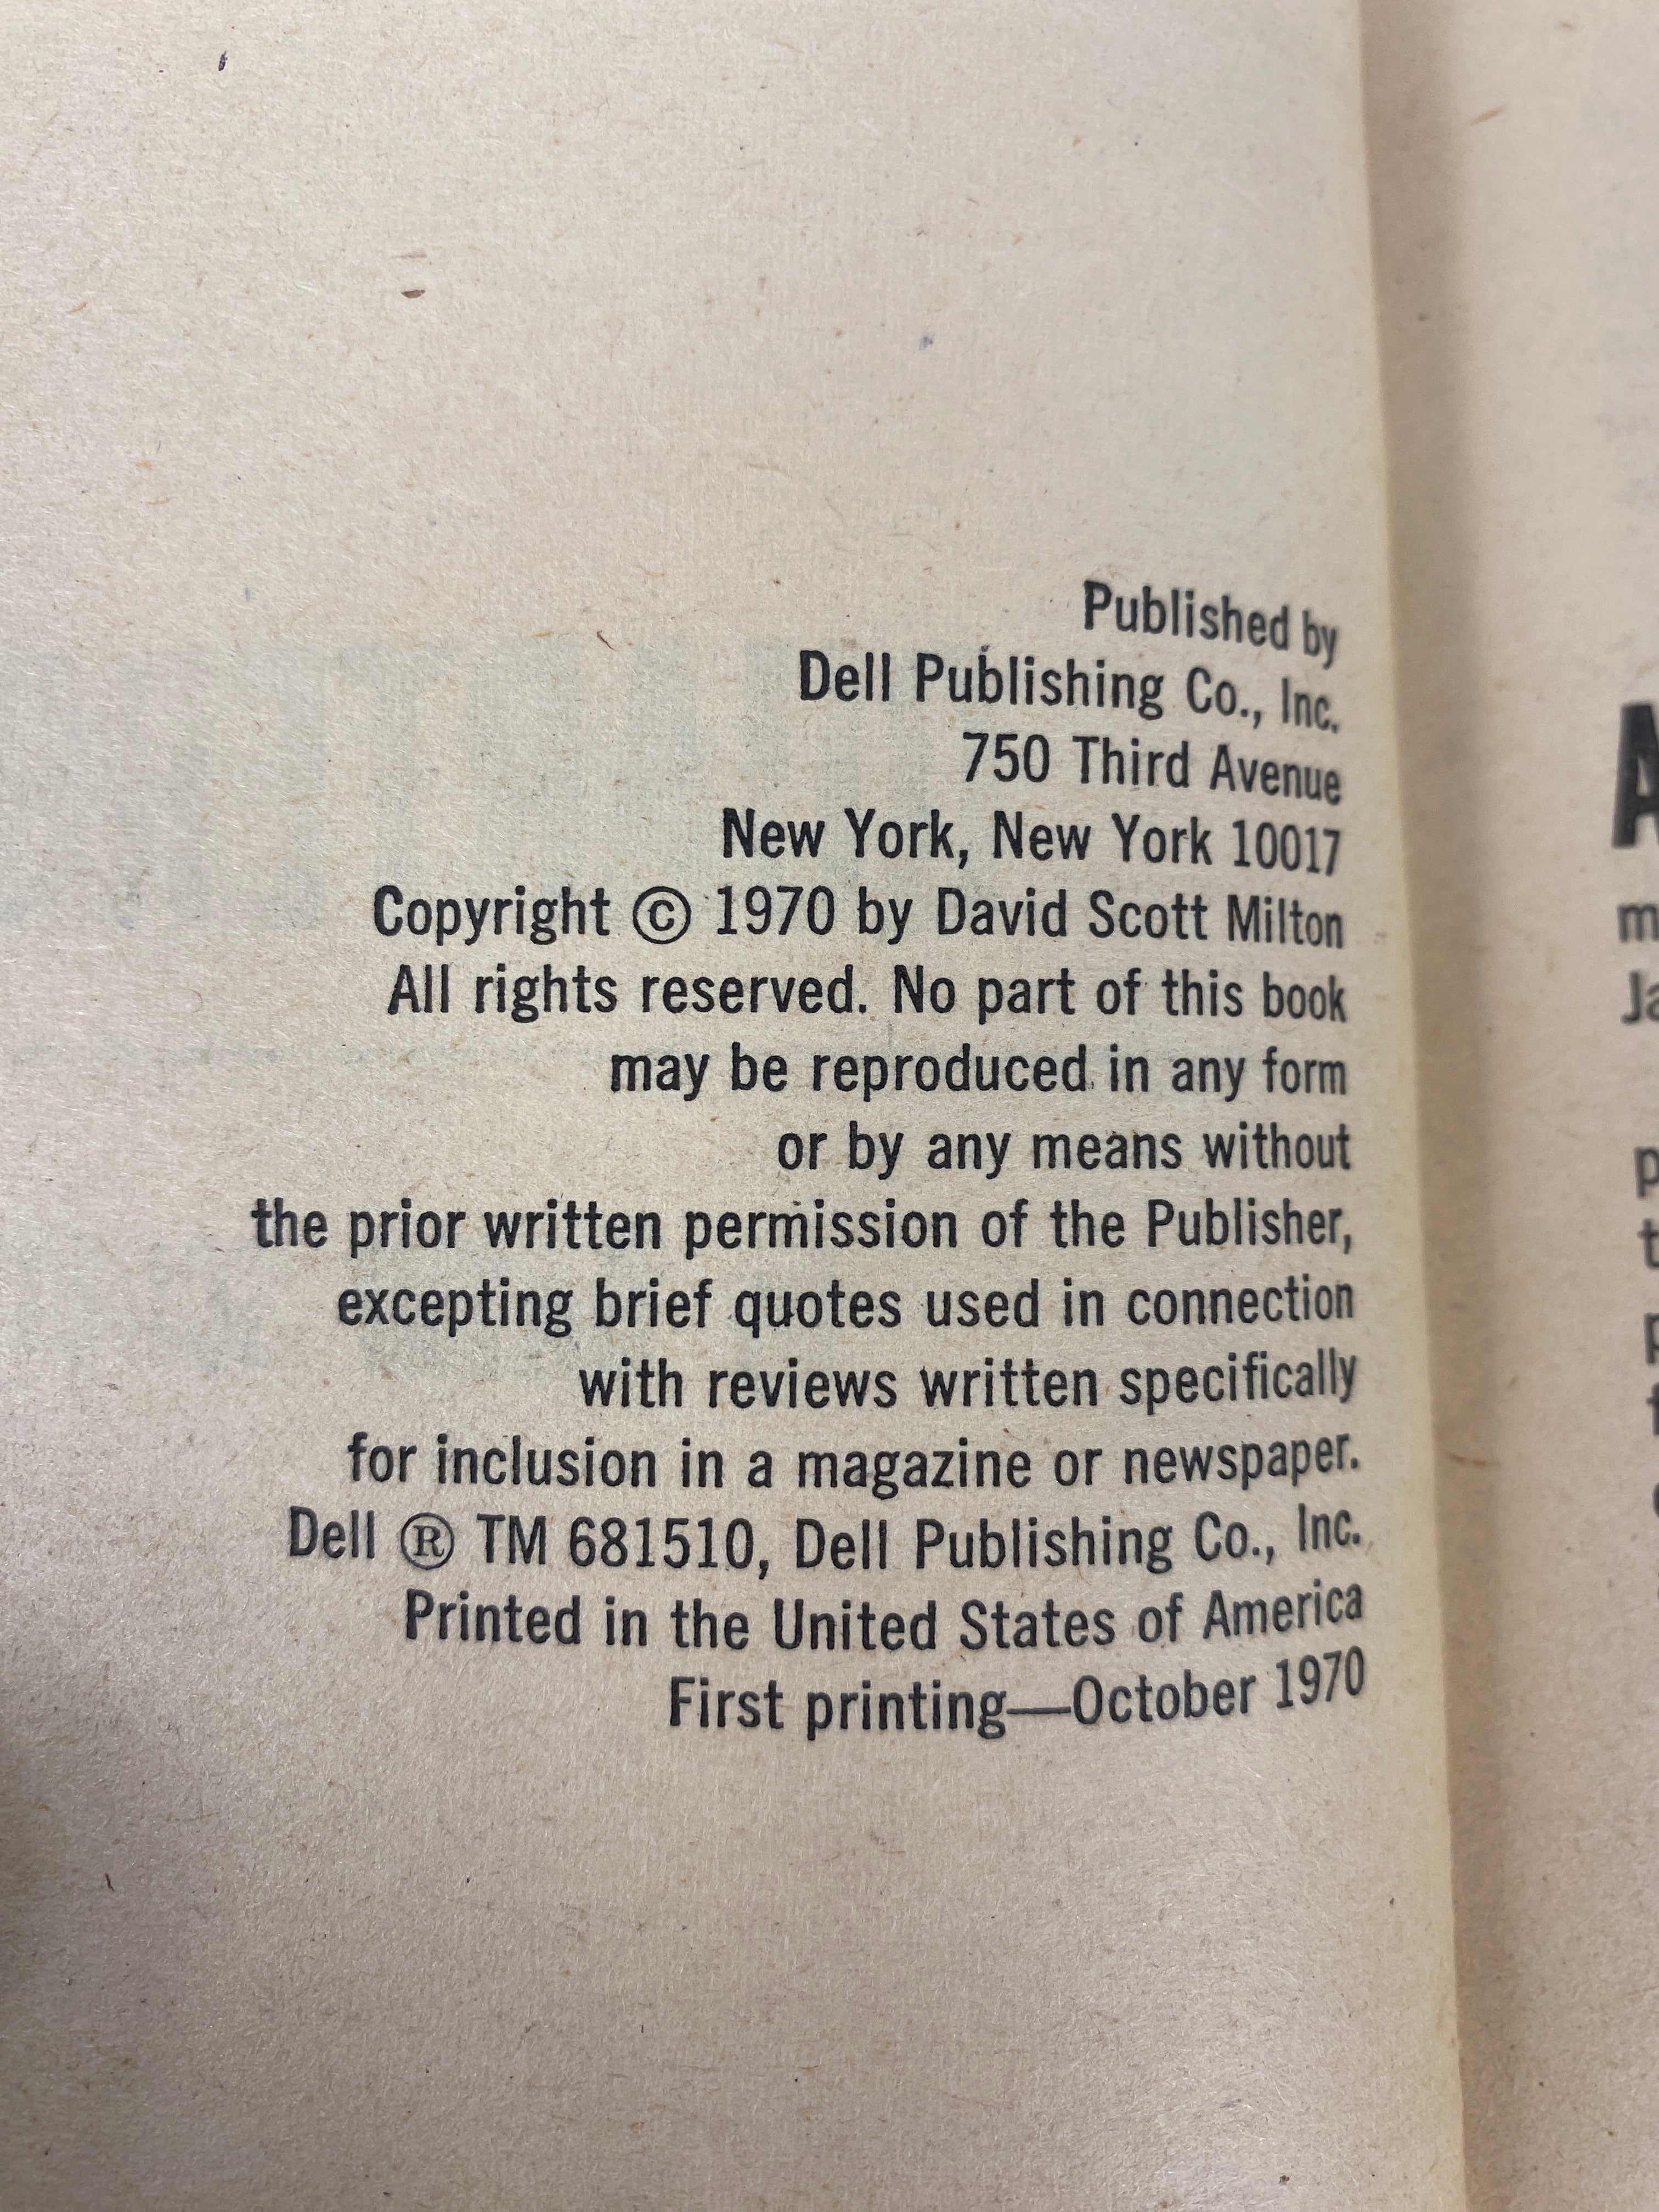 Published by
Dell Publishing Co., Inc.
750 Third Avenue
New York, New York 10017
Copyright © 1970 by David Scott Milton
All rights reserved. No part of this book
may be reproduced in any form
or by any means without
the prior written permission of the Publisher,
excepting brief quotes used in connection
with reviews written specifically
for inclusion in a magazine or newspaper.
Dell ® TM 681510, Dell Publishing Co., Inc.
Printed in the United States of America
First printing—October 1970